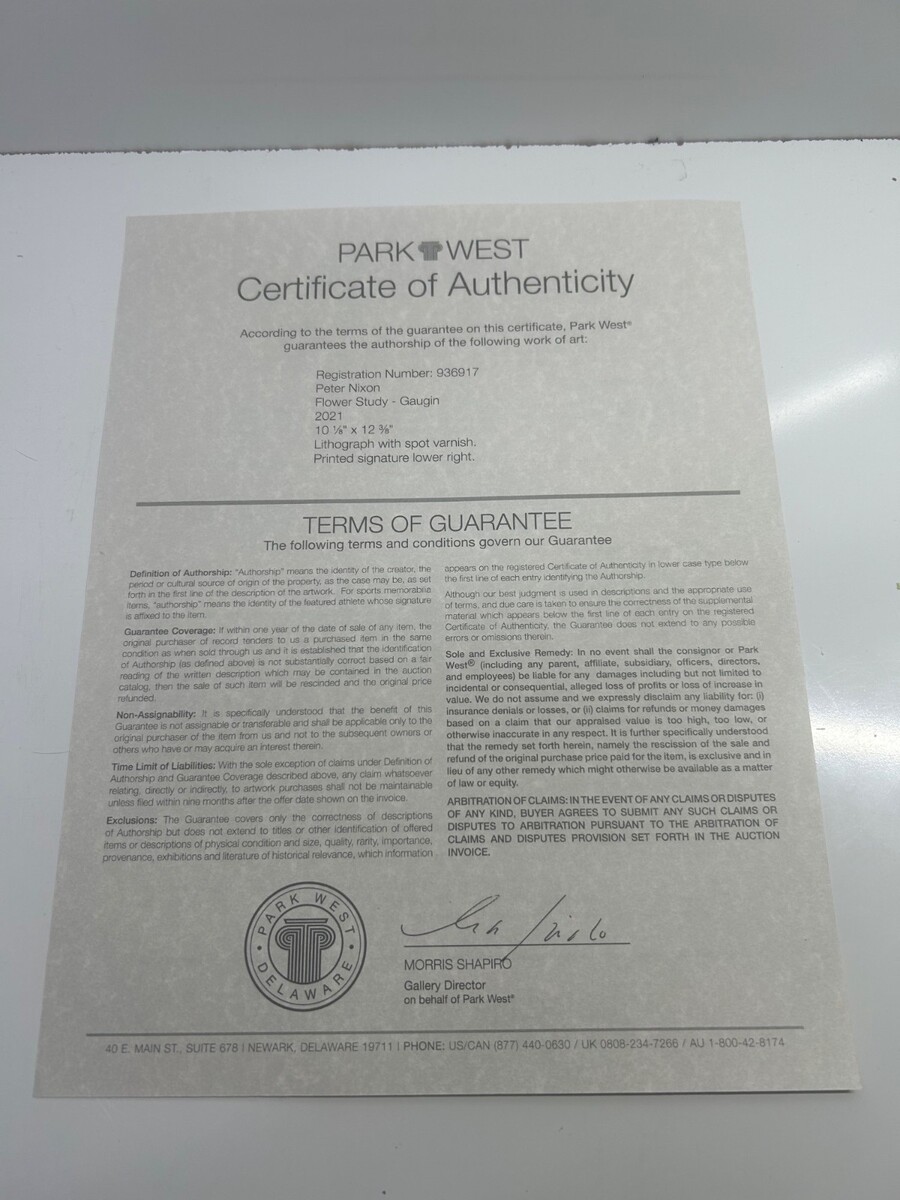 PARK WEST
Certificate of Authenticity
According to the terms of the guarantee on this certificate, Park West®
guarantees the authorship of the following work of art:
Registration Number: 936917
Peter Nixon
Flower Study - Gaugin
2021
10 ⅛" x 12 ⅜"
Lithograph with spot varnish.
Printed signature lower right.
TERMS OF GUARANTEE
The following terms and conditions govern our Guarantee
Definition of Authorship: "Authorship" means the identity of the creator, the
period or cultural source of origin of the property, as the case may be, as set
forth in the first line of the description of the artwork. For sports memorabilia
items, "authorship" means the identity of the featured athlete whose signature
is affixed to the item.
Guarantee Coverage: If within one year of the date of sale of any item, the
original purchaser of record tenders to us a purchased item in the same
condition as when sold through us and it is established that the identification
of Authorship (as defined above) is not substantially correct based on a fair
reading of the written description which may be contained in the auction
catalog, then the sale of such item will be rescinded and the original price
refunded.
Non-Assignability: It is specifically understood that the benefit of this
Guarantee is not assignable or transferable and shall be applicable only to the
original purchaser of the item from us and not to the subsequent owners or
others who have or may acquire an interest therein.
Time Limit of Liabilities: With the sole exception of claims under Definition of
Authorship and Guarantee Coverage described above, any claim whatsoever
relating, directly or indirectly, to artwork purchases shall not be maintainable
unless filed within nine months after the offer date shown on the invoice.
Exclusions: The Guarantee covers only the correctness of descriptions
of Authorship but does not extend to titles or other identification of offered
items or descriptions of physical condition and size, quality, rarity, importance,
provenance, exhibitions and literature of historical relevance, which information
appears on the registered Certificate of Authenticity in lower case type below
the first line of each entry identifying the Authorship.
Although our best judgment is used in descriptions and the appropriate use
of terms, and due care is taken to ensure the correctness of the supplemental
material which appears below the first line of each entry on the registered
Certificate of Authenticity, the Guarantee does not extend to any possible
errors or omissions therein.
Sole and Exclusive Remedy: In no event shall the consignor or Park
West® (including any parent, affiliate, subsidiary, officers, directors,
and employees) be liable for any damages including but not limited to
incidental or consequential, alleged loss of profits or loss of increase in
value. We do not assume and we expressly disclaim any liability for: (i)
insurance denials or losses, or (ii) claims for refunds or money damages
based on a claim that our appraised value is too high, too low, or
otherwise inaccurate in any respect. It is further specifically understood
that the remedy set forth herein, namely the rescission of the sale and
refund of the original purchase price paid for the item, is exclusive and in
lieu of any other remedy which might otherwise be available as a matter
of law or equity.
ARBITRATION OF CLAIMS: IN THE EVENT OF ANY CLAIMS OR DISPUTES
OF ANY KIND, BUYER AGREES TO SUBMIT ANY SUCH CLAIMS OR
DISPUTES TO ARBITRATION PURSUANT TO THE ARBITRATION OF
CLAIMS AND DISPUTES PROVISION SET FORTH IN THE AUCTION
INVOICE.
PARK WEST
DELAWARE
MORRIS SHAPIRO
Gallery Director
on behalf of Park West®
40 E. MAIN ST., SUITE 678 | NEWARK, DELAWARE 19711 | PHONE: US/CAN (877) 440-0630 / UK 0808-234-7266 / AU 1-800-42-8174